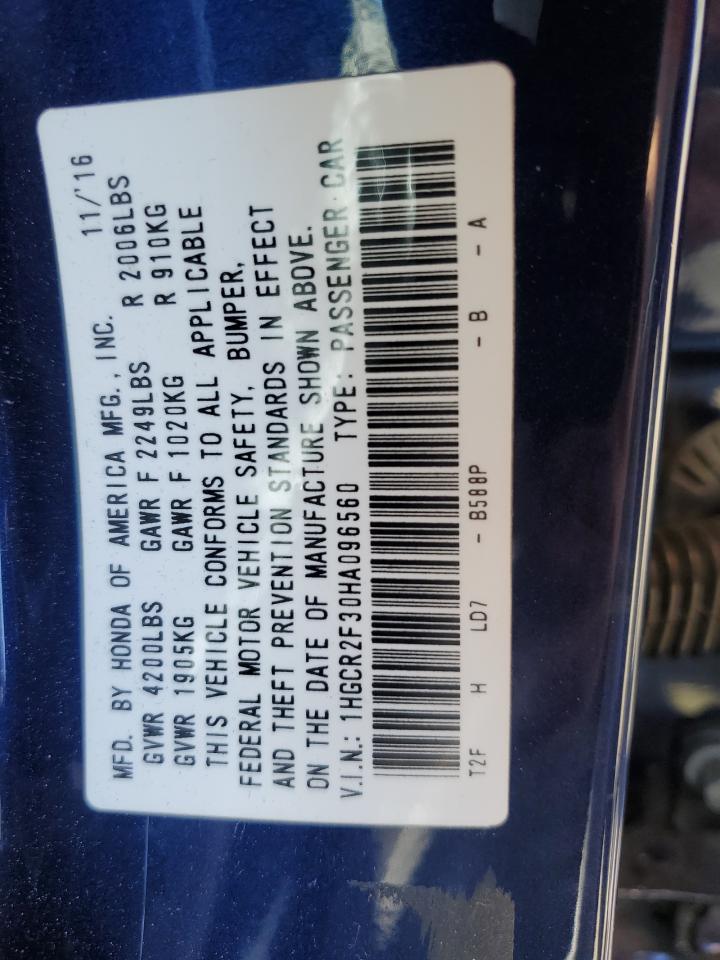 MFD. BY HONDA OF AMERICA MFG., INC. 11/'16
GVWR 4200LBS GAWR F 2249LBS R 2006LBS
GVWR 1905KG GAWR F 1020KG R 910KG
THIS VEHICLE CONFORMS TO ALL APPLICABLE
FEDERAL MOTOR VEHICLE SAFETY, BUMPER,
AND THEFT PREVENTION STANDARDS IN EFFECT
ON THE DATE OF MANUFACTURE SHOWN ABOVE.
V.I.N.: 1HGCR2F30HA096560 TYPE: PASSENGER CAR
T2F H LD7 - B588P - B - A